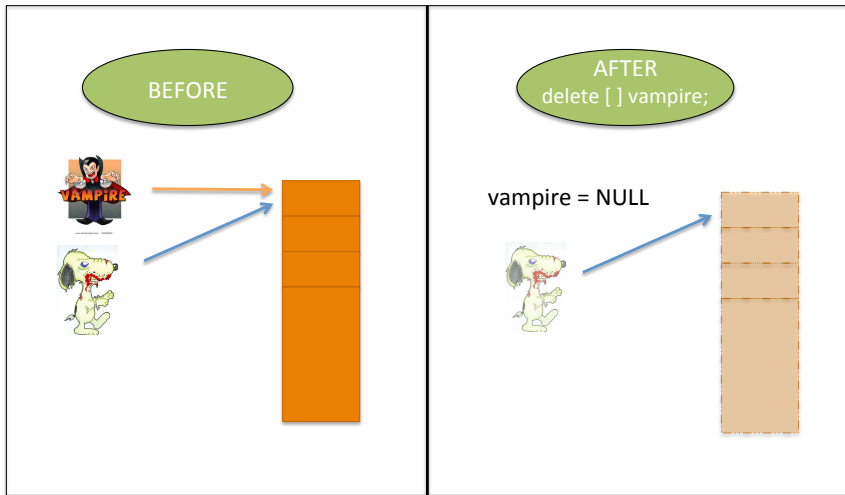 BEFORE
VAMPIRE
AFTER
delete [ ] vampire;
vampire = NULL